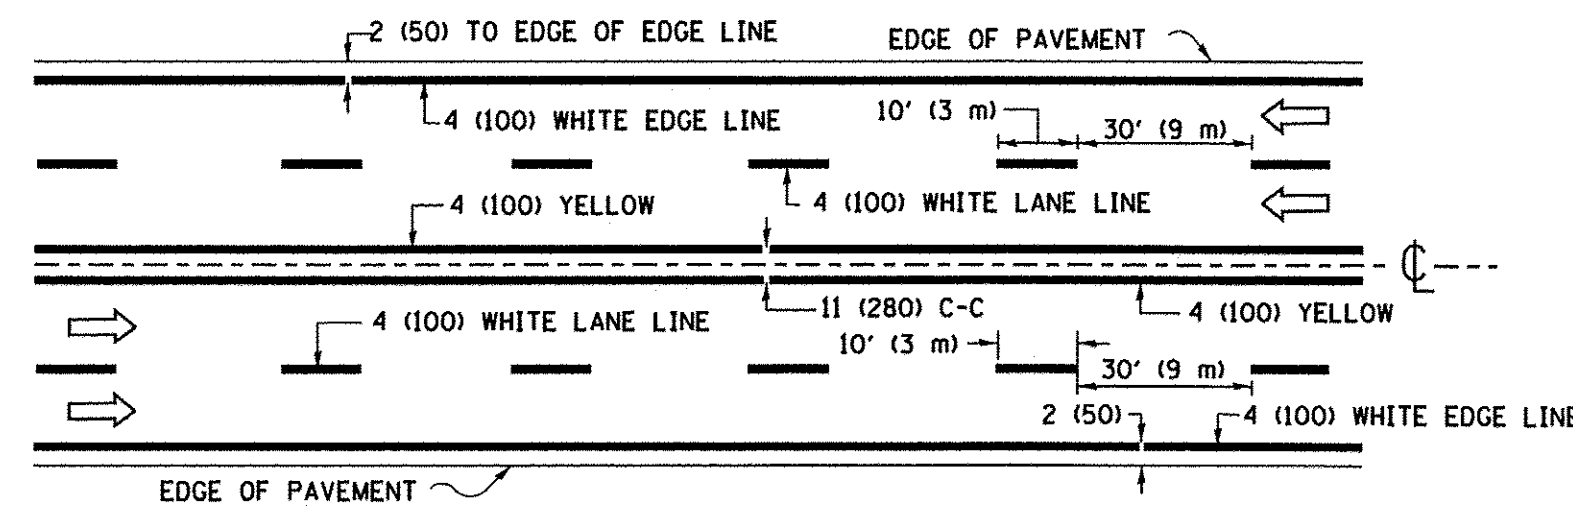 2 (50) TO EDGE OF EDGE LINE
EDGE OF PAVEMENT
4 (100) WHITE EDGE LINE
10' (3 m)
30' (9 m)
4 (100) YELLOW
4 (100) WHITE LANE LINE
℄
11 (280) C-C
4 (100) YELLOW
4 (100) WHITE LANE LINE
10' (3 m)
30' (9 m)
2 (50)
4 (100) WHITE EDGE LINE
EDGE OF PAVEMENT